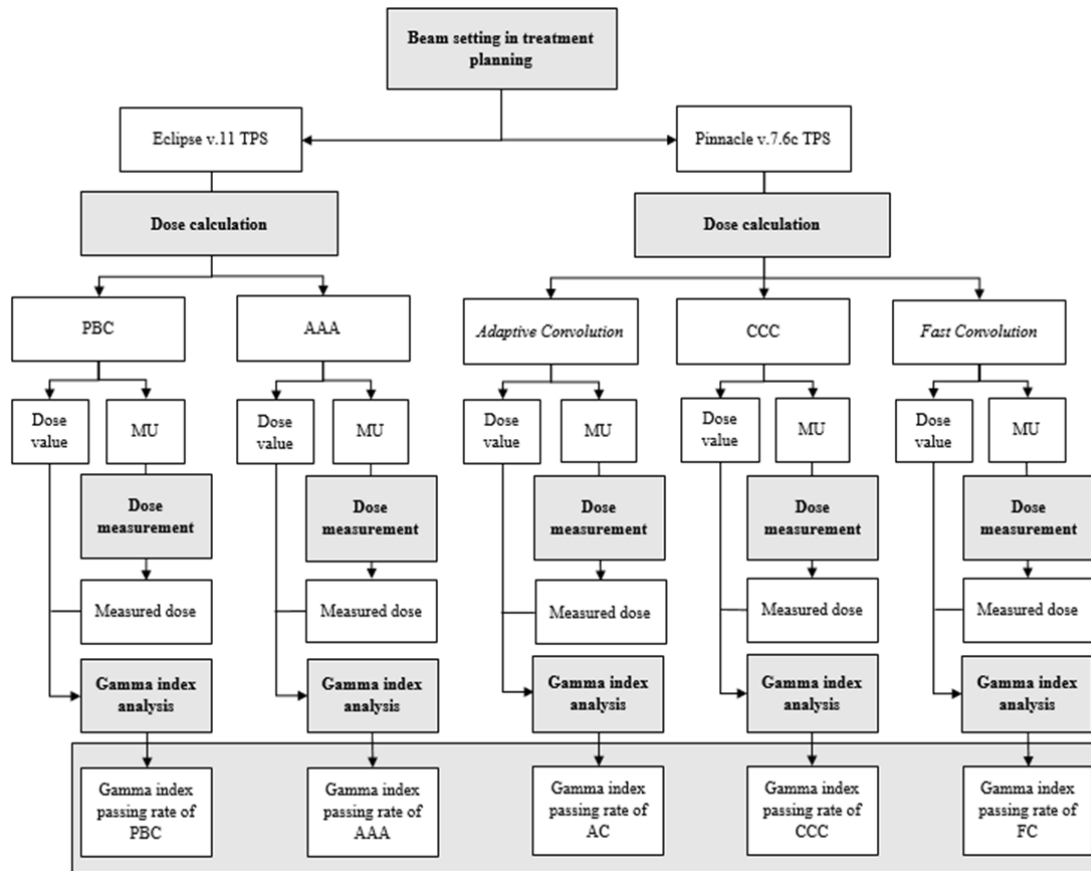 Beam setting in treatment
planning
Eclipse v.11 TPS
Pinnacle v.7.6c TPS
Dose calculation
Dose calculation
PBC
AAA
Adaptive Convolution
CCC
Fast Convolution
Dose
value
MU
Dose
value
MU
Dose
value
MU
Dose
value
MU
Dose
value
MU
Dose
measurement
Dose
measurement
Dose
measurement
Dose
measurement
Dose
measurement
Measured dose
Measured dose
Measured dose
Measured dose
Measured dose
Gamma index
analysis
Gamma index
analysis
Gamma index
analysis
Gamma index
analysis
Gamma index
analysis
Gamma index
passing rate of
PBC
Gamma index
passing rate of
AAA
Gamma index
passing rate of
AC
Gamma index
passing rate of
CCC
Gamma index
passing rate of
FC